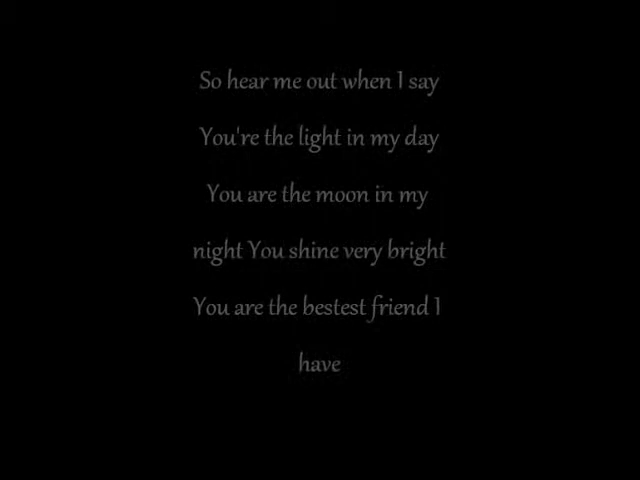 So hear me out when I say
You're the light in my day
You are the moon in my
night You shine very bright
You are the bestest friend I
have